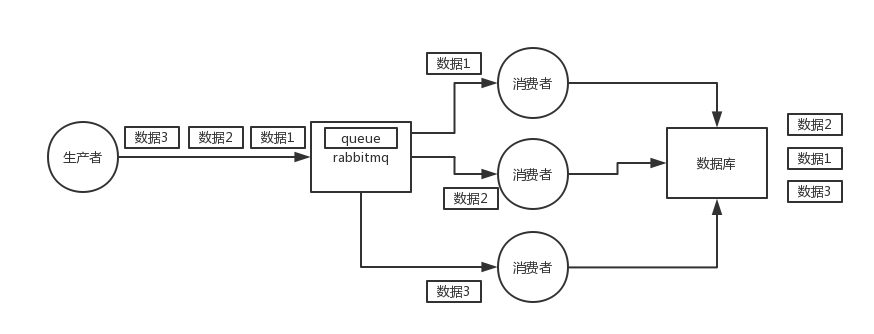 生产者
数据3
数据2
数据1
queue
rabbitmq
数据1
消费者
数据2
消费者
数据3
消费者
数据库
数据2
数据1
数据3